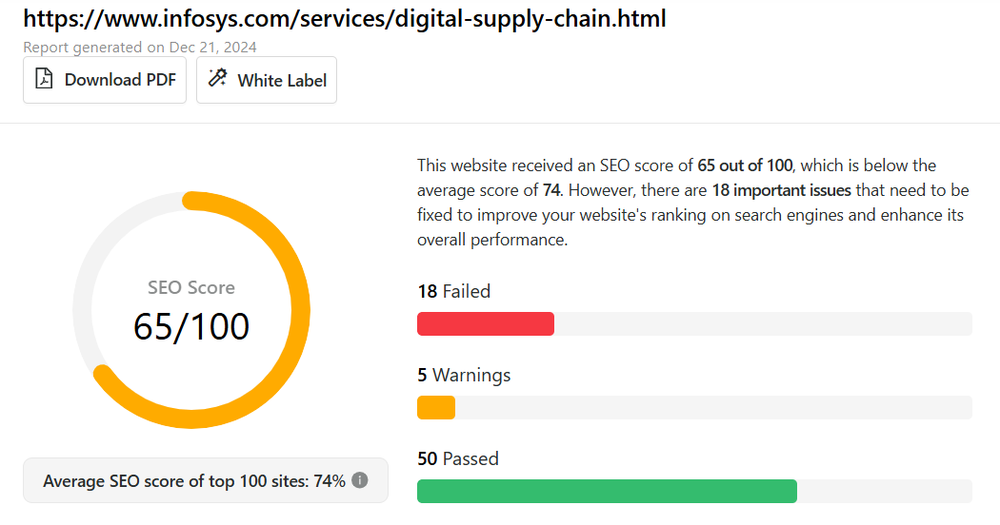 https://www.infosys.com/services/digital-supply-chain.html
Report generated on Dec 21, 2024
Download PDF
White Label
SEO Score
65/100
Average SEO score of top 100 sites: 74%
This website received an SEO score of 65 out of 100, which is below the
average score of 74. However, there are 18 important issues that need to be
fixed to improve your website's ranking on search engines and enhance its
overall performance.
18 Failed
5 Warnings
50 Passed